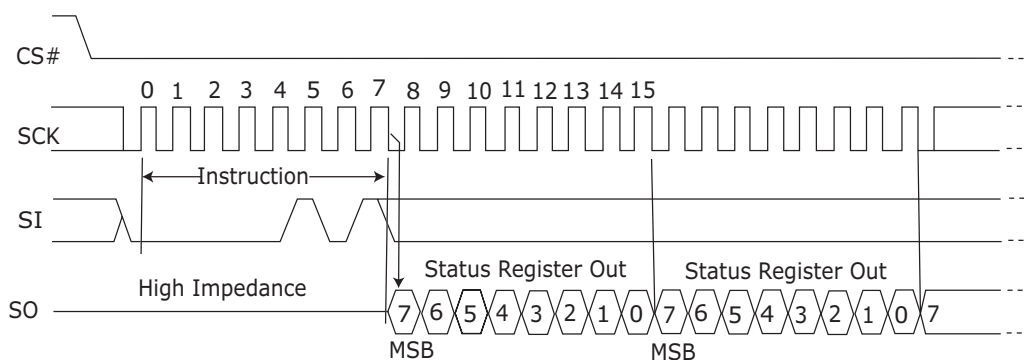 CS#
0 1 2 3 4 5 6 7 8 9 10 11 12 13 14 15
SCK
Instruction
SI
High Impedance
Status Register Out Status Register Out
SO
7 6 5 4 3 2 1 0 7 6 5 4 3 2 1 0 7
MSB MSB